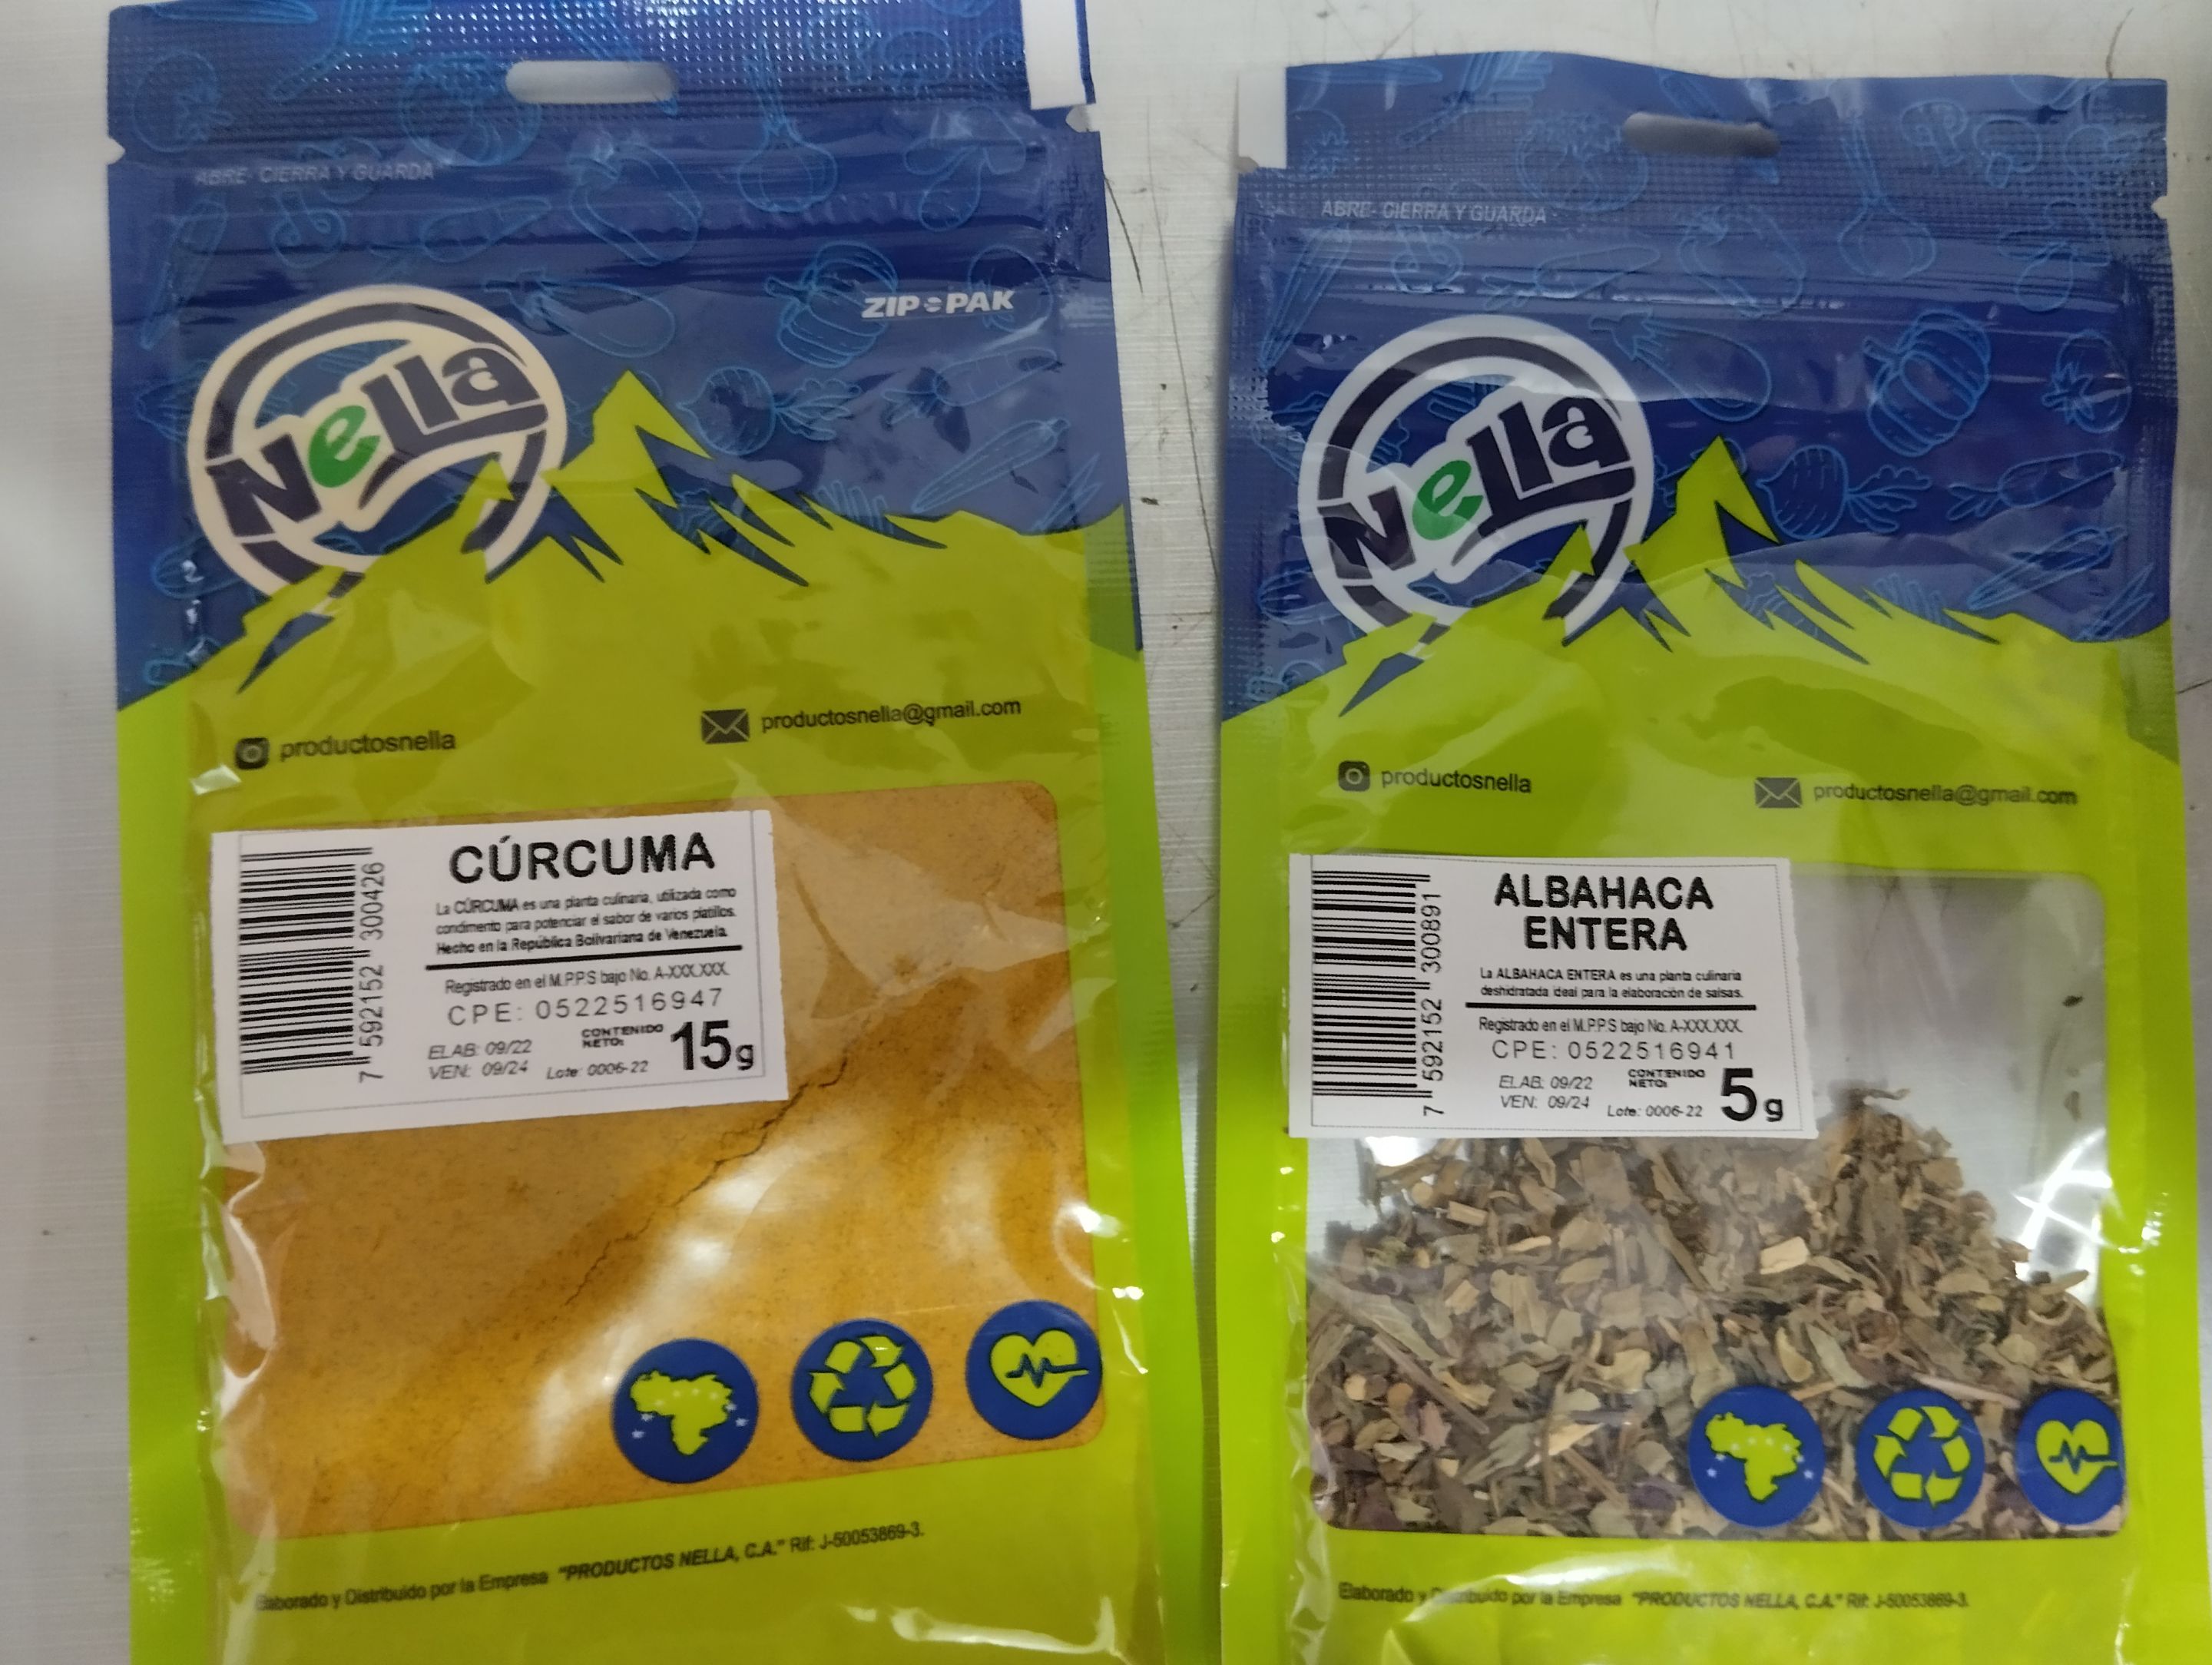 ABRE- CIERRA Y GUARDA
ZIP PAK
Nella
productosnella
productosnella@gmail.com
7 592152 300426
CÚRCUMA
La CÚRCUMA es una planta culinaria, utilizada como
condimento para potenciar el sabor de varios platillos.
Hecho en la República Bolivariana de Venezuela.
Registrado en el M.P.P.S bajo No. A-XXX.XXX.
CPE: 0522516947
ELAB: 09/22
VEN: 09/24
Lote: 0006-22
CONTENIDO
NETO:
15g
Elaborado y Distribuido por la Empresa "PRODUCTOS NELLA, C.A." Rif: J-50053869-3.
ABRE- CIERRA Y GUARDA -
Nella
productosnella
productosnella@gmail.com
7 592152 300891
ALBAHACA
ENTERA
La ALBAHACA ENTERA es una planta culinaria
deshidratada ideal para la elaboración de salsas.
Registrado en el M.P.P.S bajo No. A-XXX.XXX.
CPE: 0522516941
ELAB: 09/22
VEN: 09/24
Lote: 0006-22
CONTENIDO
NETO:
5g
Elaborado y Distribuido por la Empresa "PRODUCTOS NELLA, C.A." Rif: J-50053869-3.